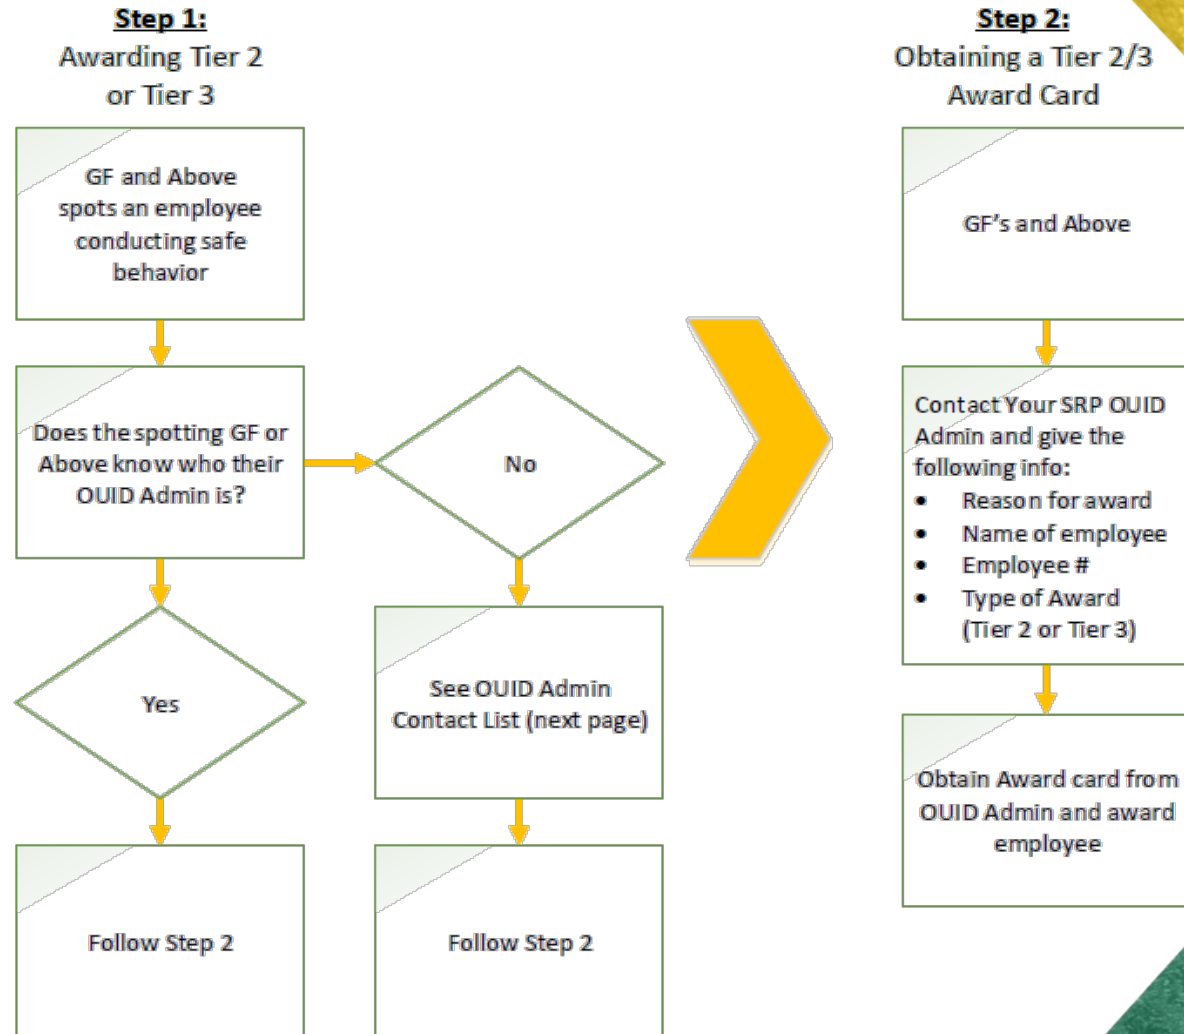 Step 1:
Awarding Tier 2
or Tier 3
GF and Above
spots an employee
conducting safe
behavior
Does the spotting GF or
Above know who their
OUID Admin is?
No
Yes
See OUID Admin
Contact List (next page)
Follow Step 2
Follow Step 2
Step 2:
Obtaining a Tier 2/3
Award Card
GF's and Above
Contact Your SRP OUID
Admin and give the
following info:
• Reason for award
• Name of employee
• Employee #
• Type of Award
(Tier 2 or Tier 3)
Obtain Award card from
OUID Admin and award
employee